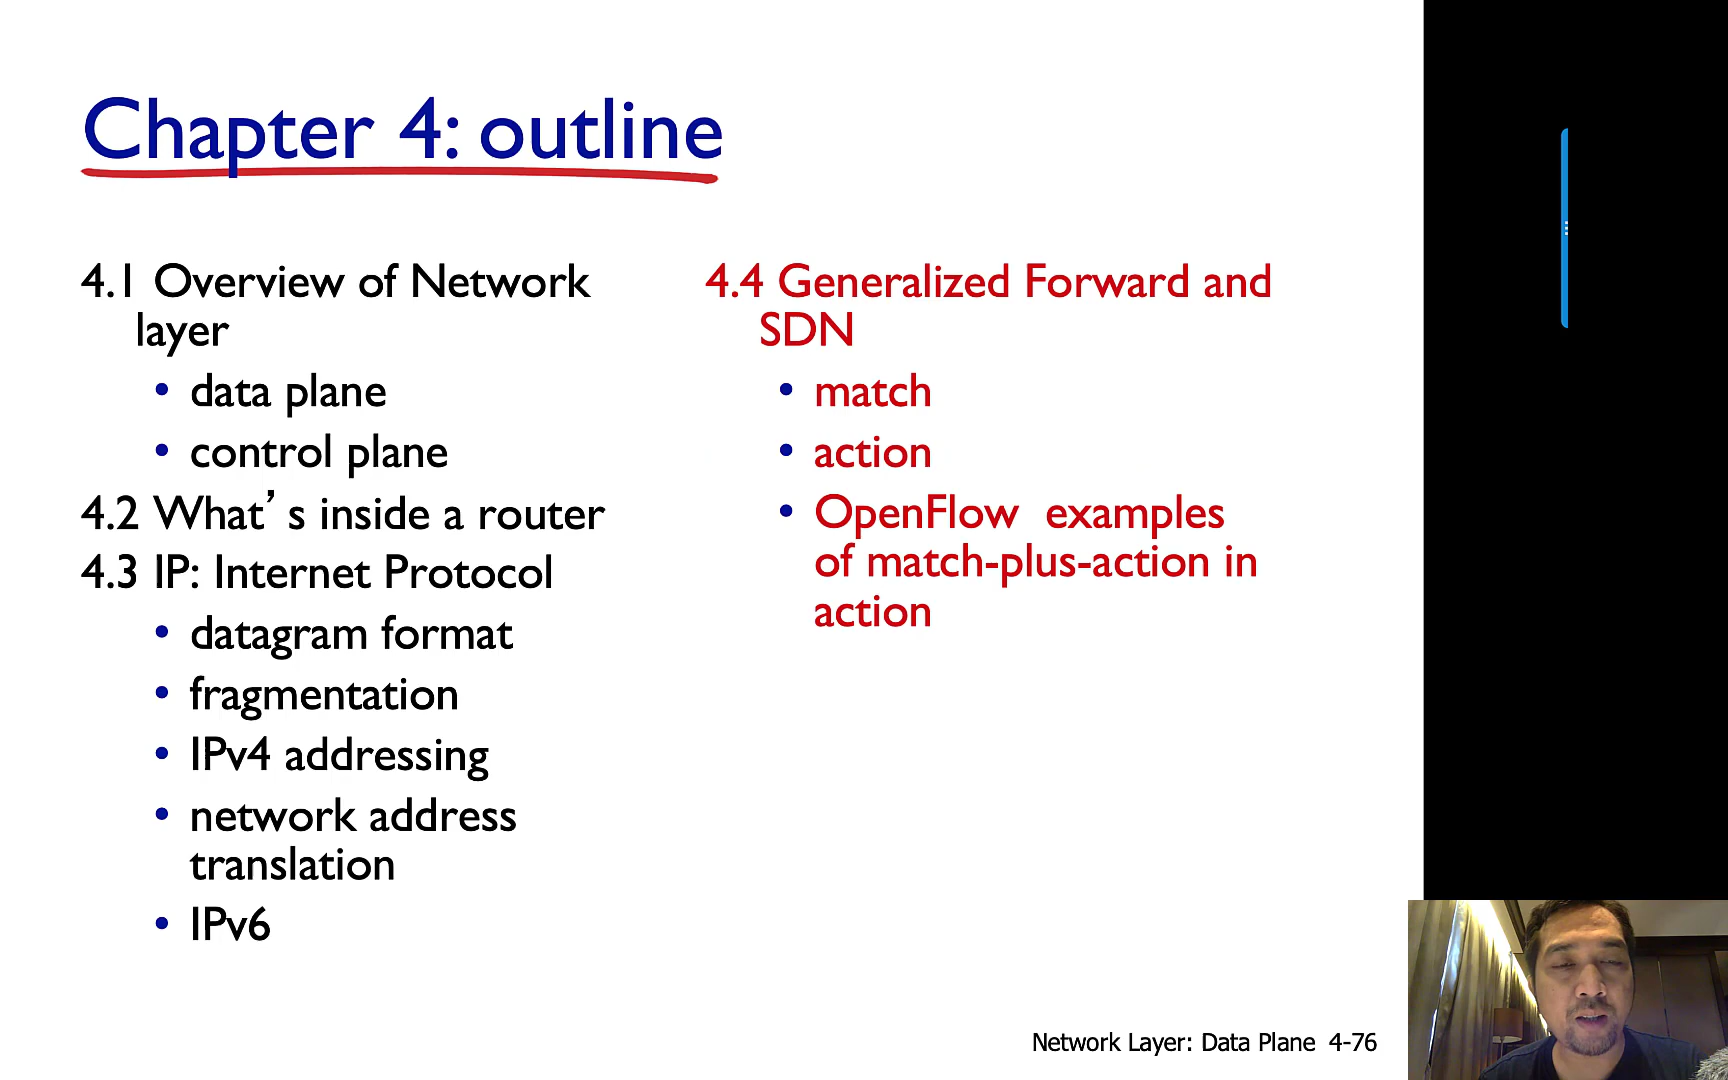 Chapter 4: outline
4.1 Overview of Network
layer
• data plane
• control plane
4.2 What’s inside a router
4.3 IP: Internet Protocol
• datagram format
• fragmentation
• IPv4 addressing
• network address
translation
• IPv6
4.4 Generalized Forward and
SDN
• match
• action
• OpenFlow examples
of match-plus-action in
action
Network Layer: Data Plane 4-76